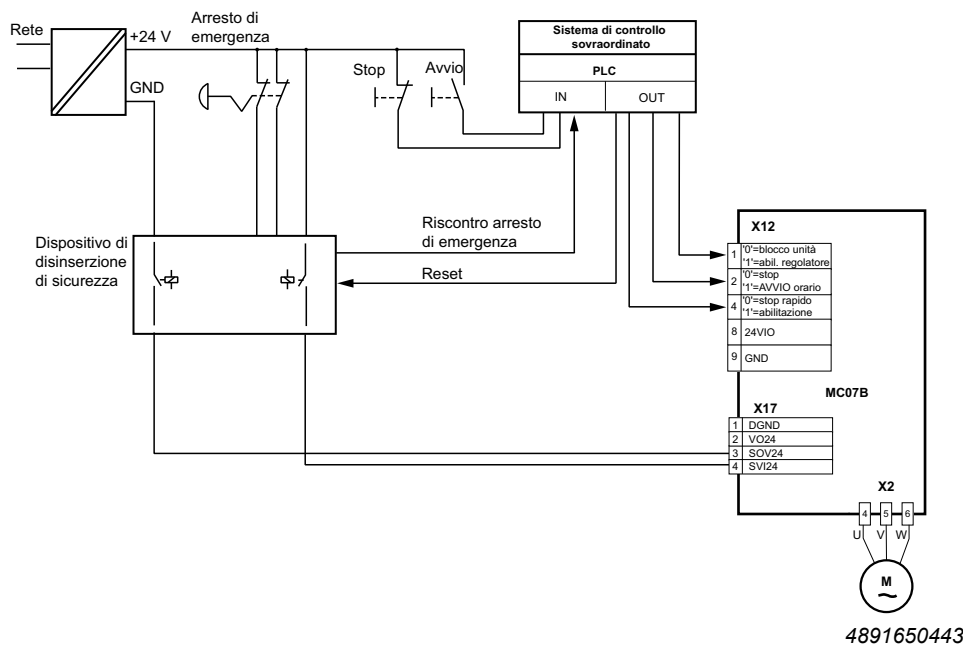 Rete
+24 V
GND
Arresto di
emergenza
Stop
Avvio
Sistema di controllo
sovraordinato
PLC
IN
OUT
Dispositivo di
disinserzione
di sicurezza
Riscontro arresto
di emergenza
Reset
X12
1 '0'=blocco unità
'1'=abil. regolatore
2 '0'=stop
'1'=AVVIO orario
4 '0'=stop rapido
'1'=abilitazione
8 24VIO
9 GND
MC07B
X17
1 DGND
2 VO24
3 SOV24
4 SVI24
X2
4 5 6
U V W
M
~
4891650443